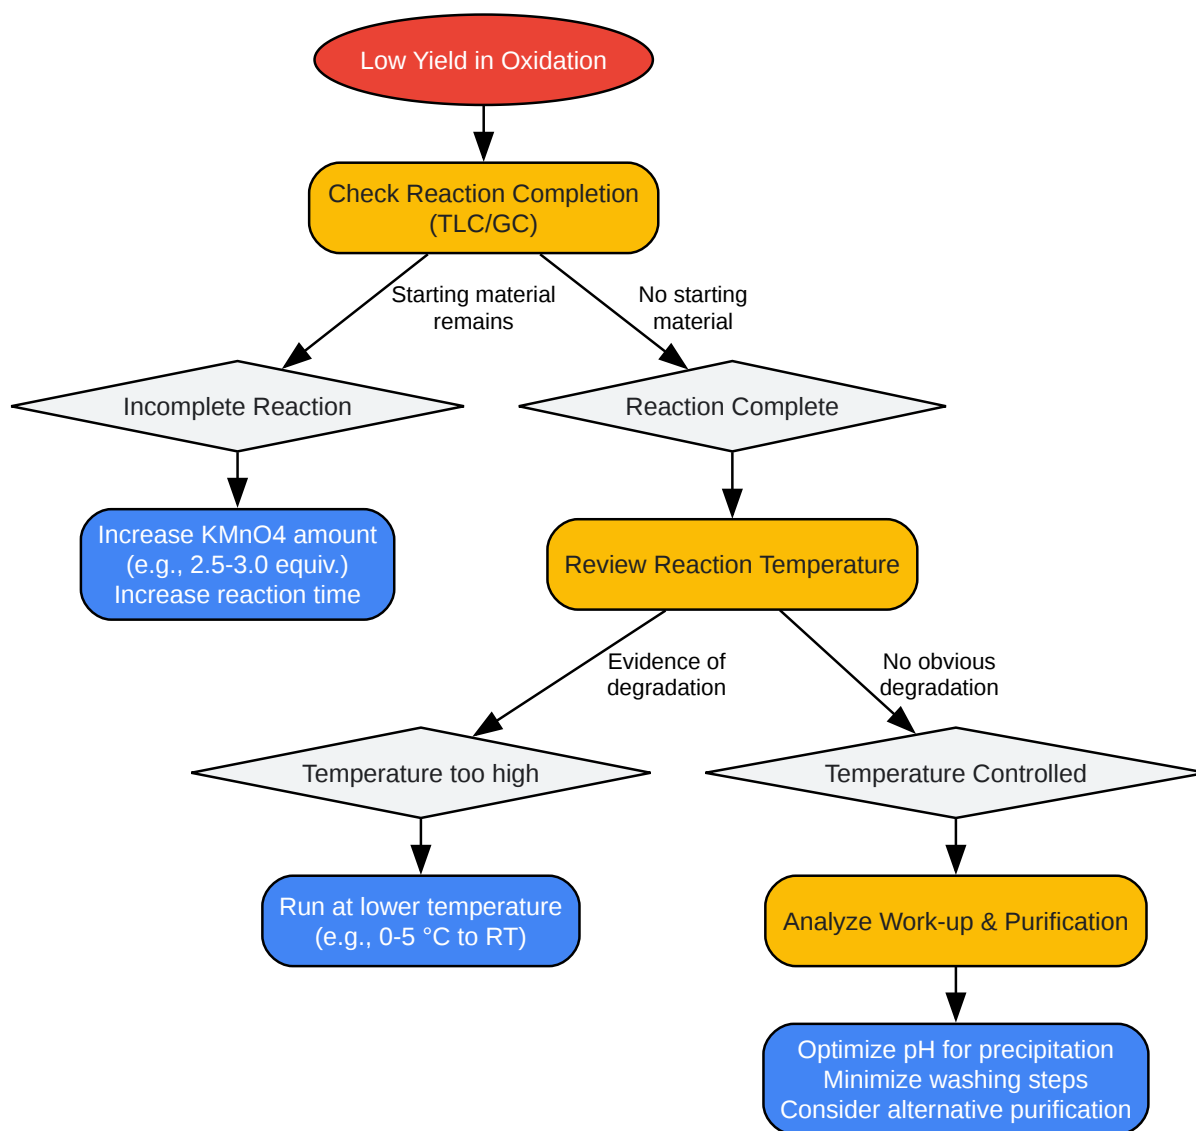 Low Yield in Oxidation
Check Reaction Completion
(TLC/GC)
Starting material
remains
No starting
material
Incomplete Reaction
Reaction Complete
Increase KMnO4 amount
(e.g., 2.5-3.0 equiv.)
Increase reaction time
Review Reaction Temperature
Evidence of
degradation
No obvious
degradation
Temperature too high
Temperature Controlled
Run at lower temperature
(e.g., 0-5 °C to RT)
Analyze Work-up & Purification
Optimize pH for precipitation
Minimize washing steps
Consider alternative purification